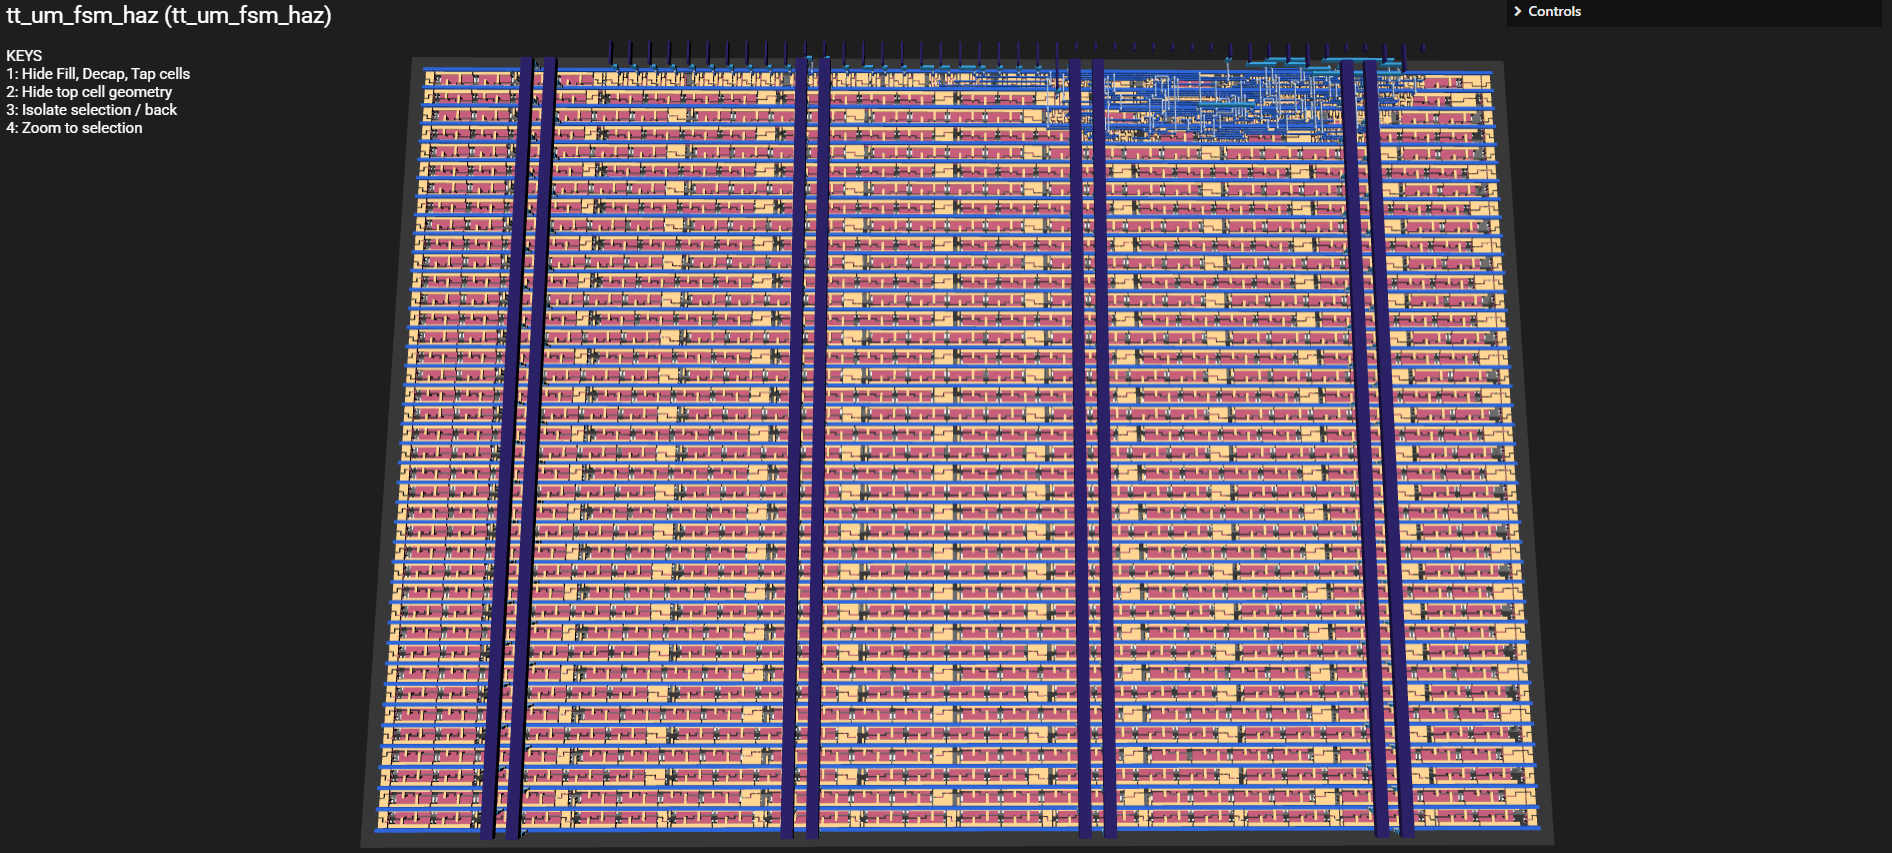 tt_um_fsm_haz (tt_um_fsm_haz)
Controls
KEYS
1: Hide Fill, Decap, Tap cells
2: Hide top cell geometry
3: Isolate selection / back
4: Zoom to selection